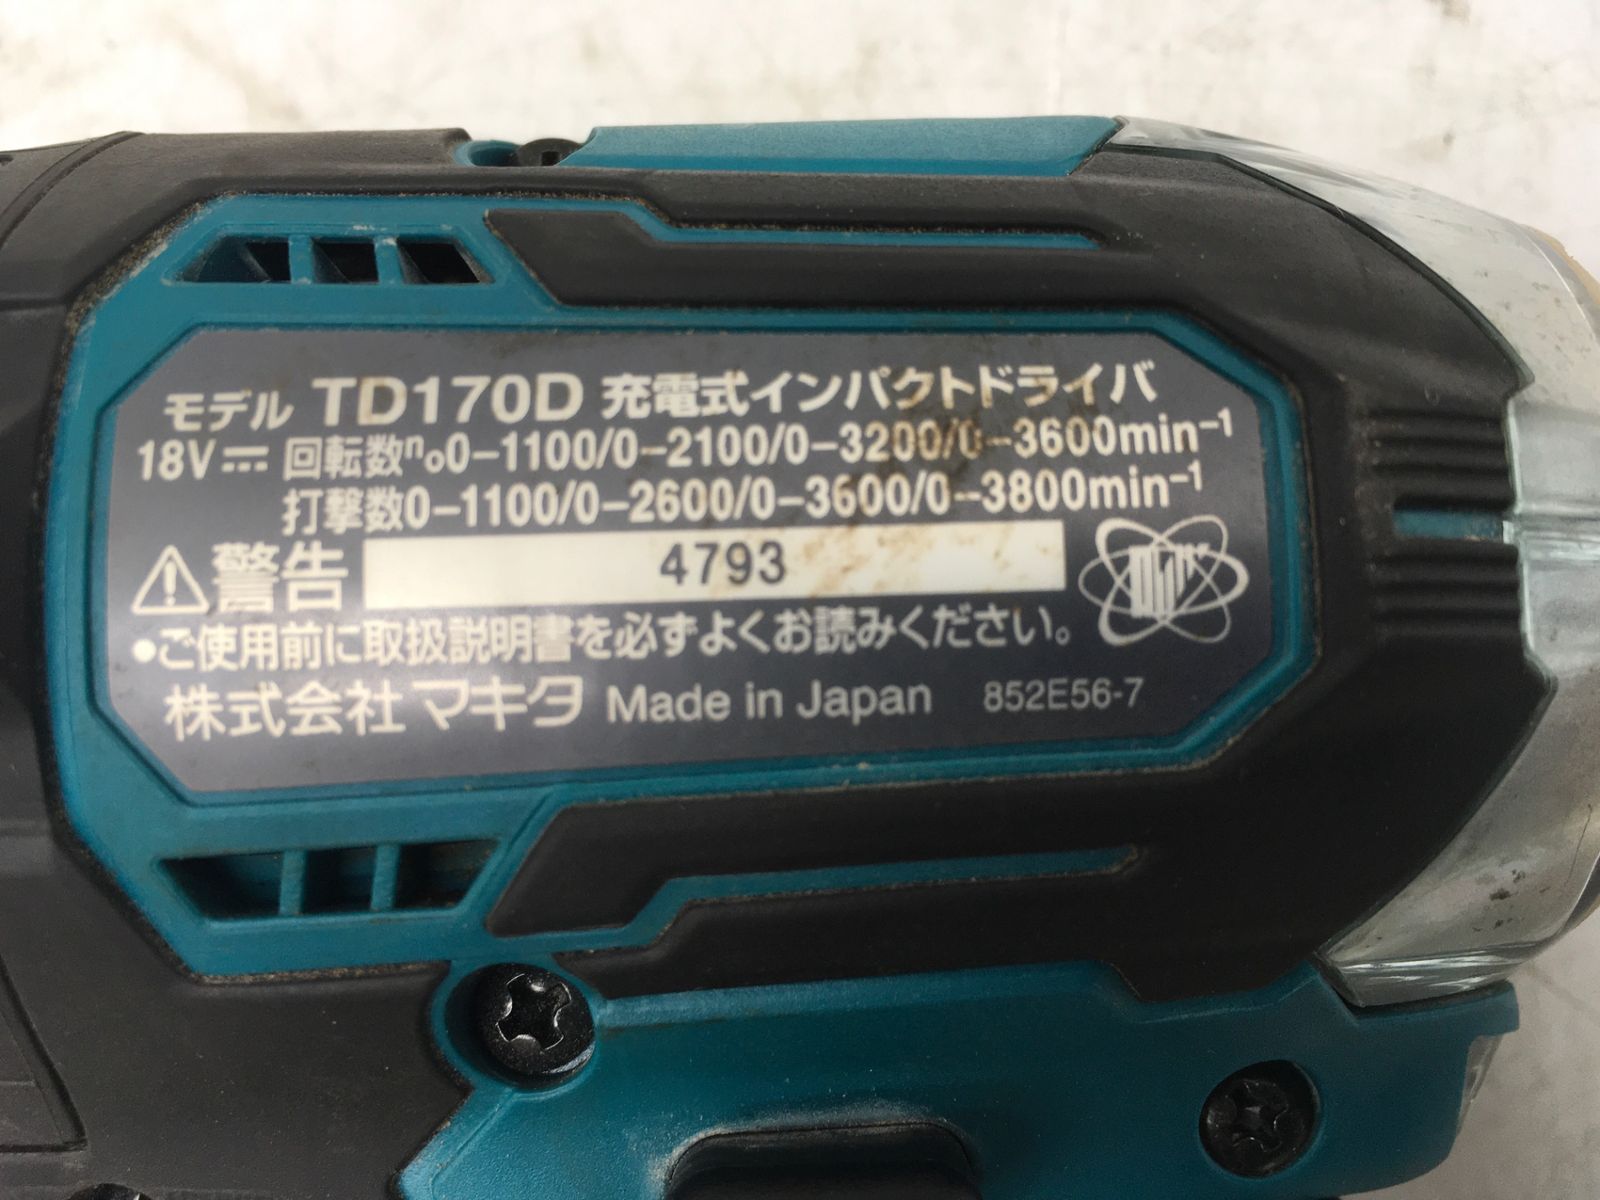 モデル TD170D 充電式インパクトドライバ
18V⎓ 回転数n₀0-1100/0-2100/0-3200/0-3600min⁻¹
打撃数0-1100/0-2600/0-3600/0-3800min⁻¹
⚠警告 4793
●ご使用前に取扱説明書を必ずよくお読みください。
株式会社マキタ Made in Japan 852E56-7